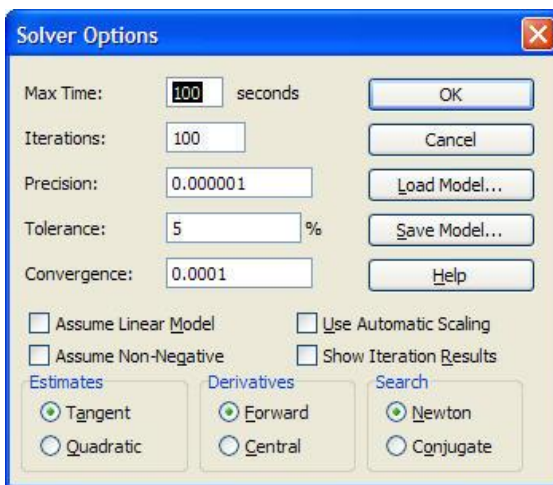 Solver Options
Max Time: 100 seconds OK
Iterations: 100 Cancel
Precision: 0.000001 Load Model...
Tolerance: 5 % Save Model...
Convergence: 0.0001 Help
Assume Linear Model Use Automatic Scaling
Assume Non-Negative Show Iteration Results
Estimates Derivatives Search
Tangent Forward Newton
Quadratic Central Conjugate